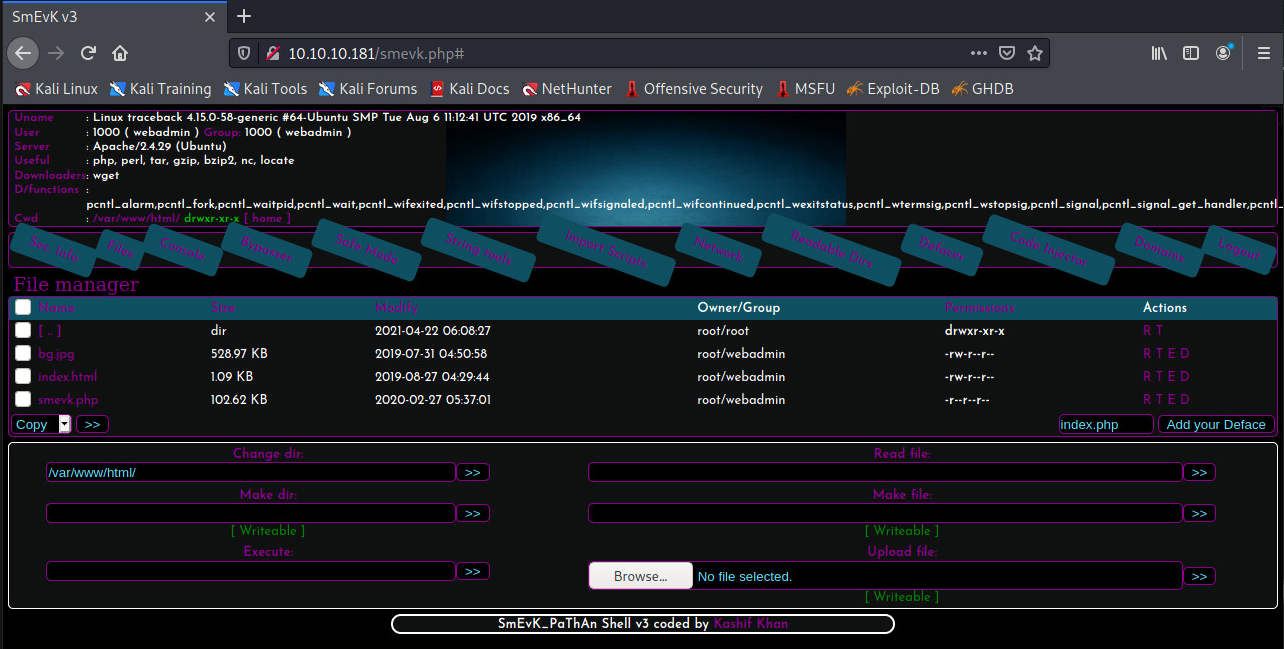 SmEvK v3
10.10.10.181/smevk.php#
Kali Linux Kali Training Kali Tools Kali Forums Kali Docs NetHunter Offensive Security MSFU Exploit-DB GHDB
Uname : Linux traceback 4.15.0-58-generic #64-Ubuntu SMP Tue Aug 6 11:12:41 UTC 2019 x86_64
User : 1000 ( webadmin ) Group: 1000 ( webadmin )
Server : Apache/2.4.29 (Ubuntu)
Useful : php, perl, tar, gzip, bzip2, nc, locate
Downloaders: wget
D/functions :
pcntl_alarm,pcntl_fork,pcntl_waitpid,pcntl_wait,pcntl_wifexited,pcntl_wifstopped,pcntl_wifsignaled,pcntl_wifcontinued,pcntl_wexitstatus,pcntl_wtermsig,pcntl_wstopsig,pcntl_signal,pcntl_signal_get_handler,pcntl_
Cwd : /var/www/html/ drwxr-xr-x [ home ]
Sec. Info Files Console Bypasses Safe Mode String tools Import Scripts Network Readable Dirs Defacer Code Injector Domains Logout
File manager
Name Size Modify Owner/Group Permissions Actions
[ .. ] dir 2021-04-22 06:08:27 root/root drwxr-xr-x R T
bg.jpg 528.97 KB 2019-07-31 04:50:58 root/webadmin -rw-r--r-- R T E D
index.html 1.09 KB 2019-08-27 04:29:44 root/webadmin -rw-r--r-- R T E D
smevk.php 102.62 KB 2020-02-27 05:37:01 root/webadmin -r--r--r-- R T E D
Copy >> index.php Add your Deface
Change dir: Read file:
/var/www/html/ >> >>
Make dir: Make file:
>> >>
[ Writeable ] [ Writeable ]
Execute: Upload file:
>> Browse... No file selected. >>
[ Writeable ]
SmEvK_PaThAn Shell v3 coded by Kashif Khan